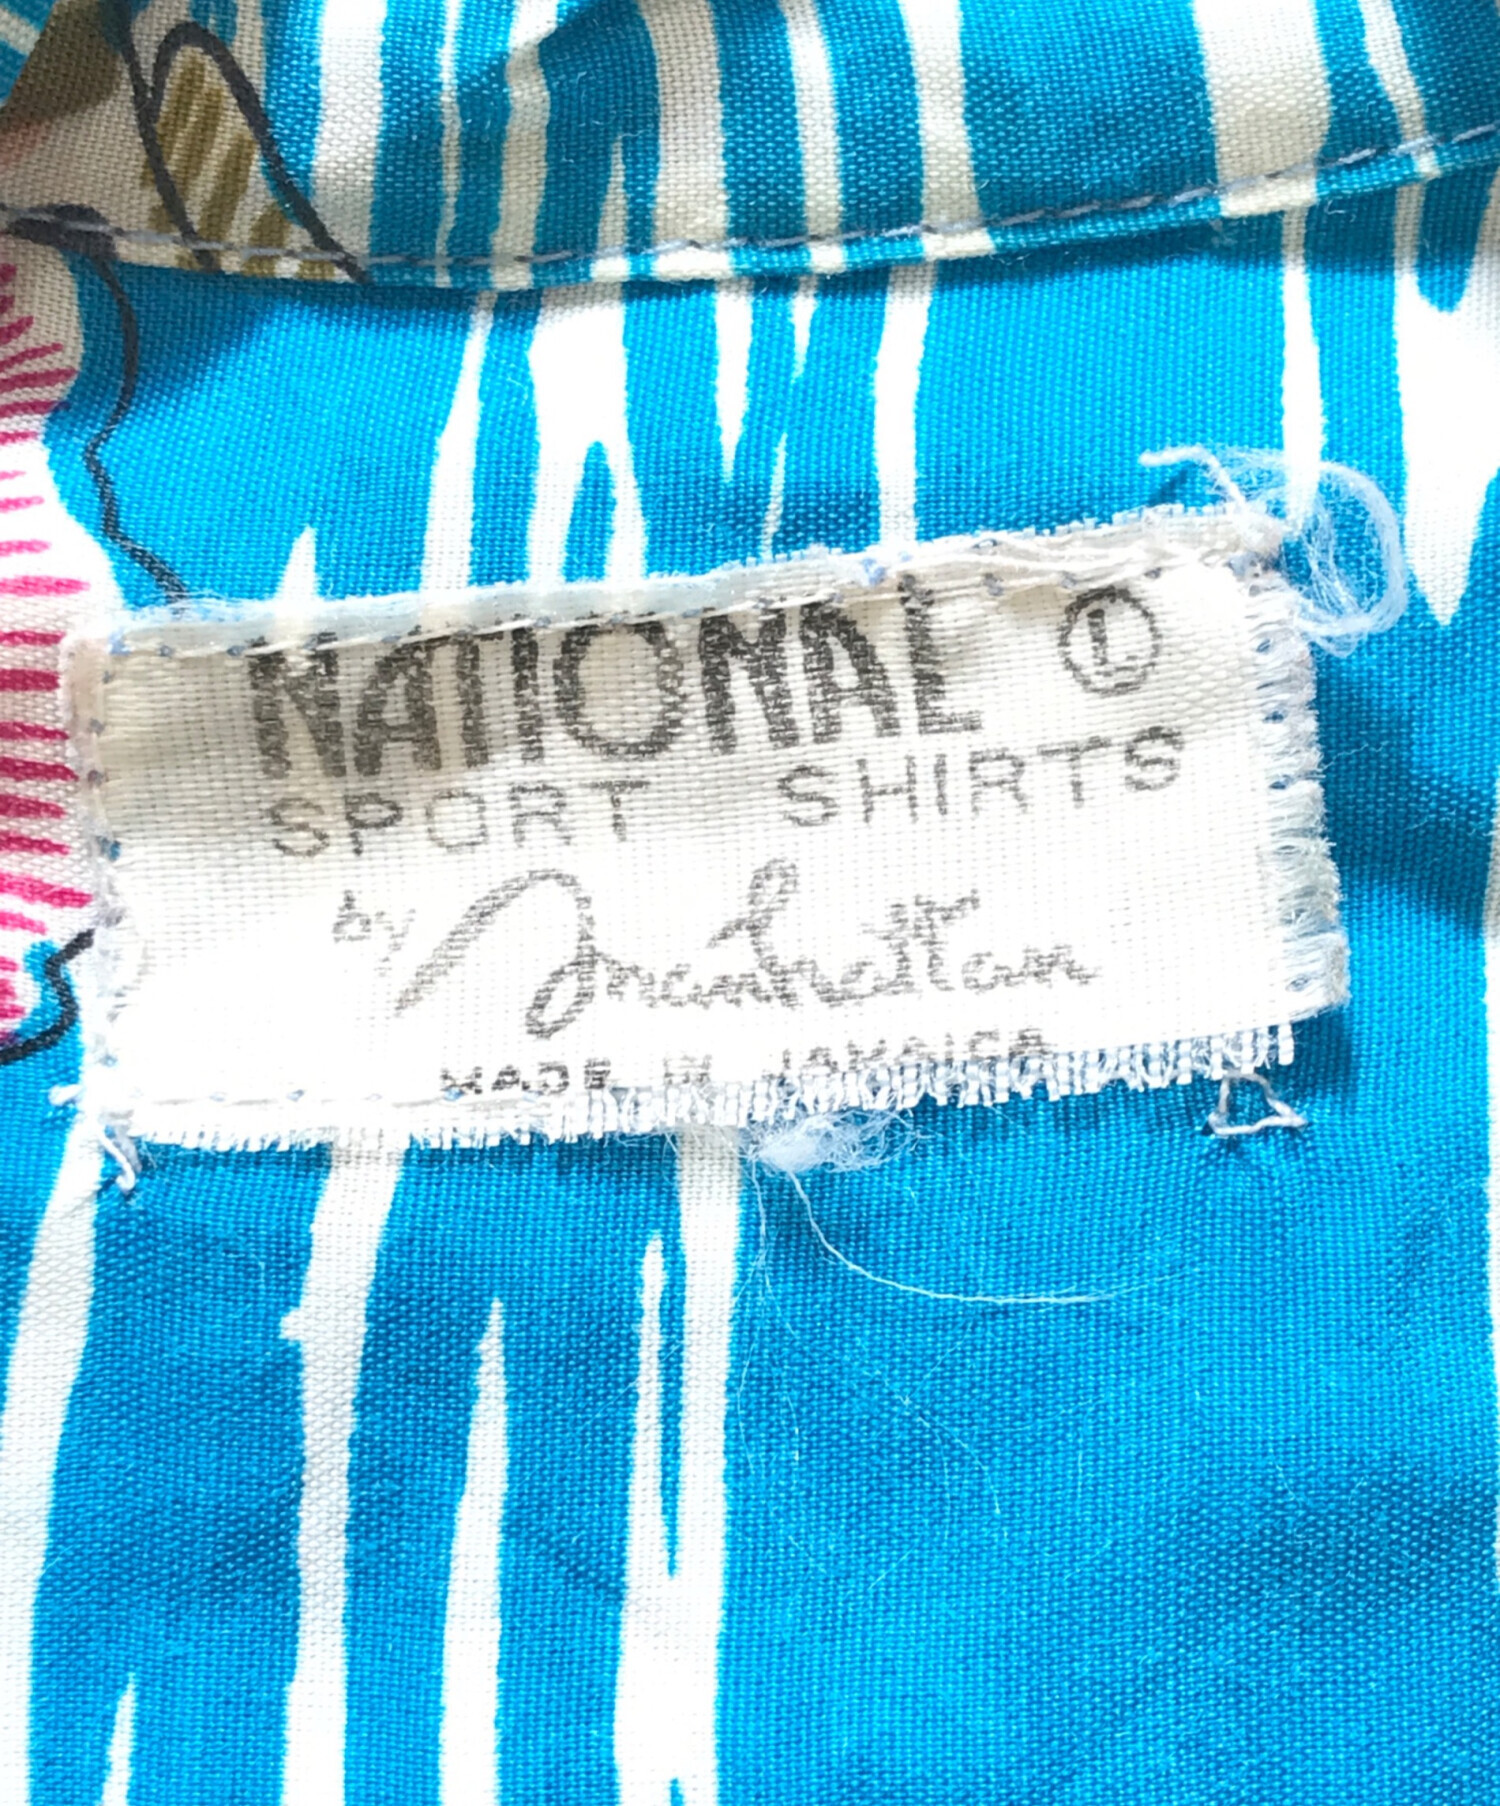 NATIONAL Ⓛ
SPORT SHIRTS
by Manhattan
MADE IN JAMAICA